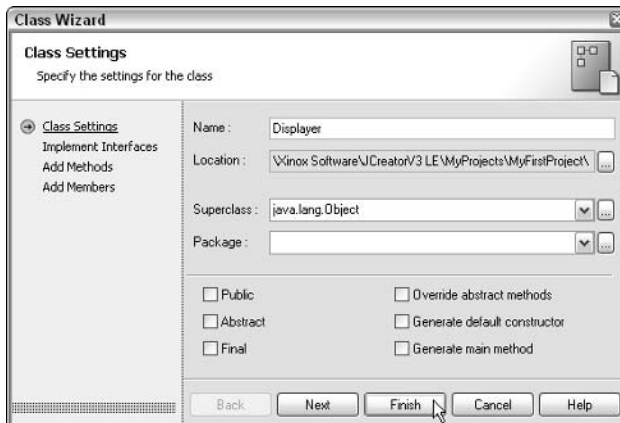 Class Wizard
Class Settings
Specify the settings for the class
Class Settings
Implement Interfaces
Add Methods
Add Members
Name :
Displayer
Location :
\Xinox Software\JCreatorV3 LE\MyProjects\MyFirstProject\
...
Superclass :
java.lang.Object
...
Package :
...
Public
Override abstract methods
Abstract
Generate default constructor
Final
Generate main method
Back
Next
Finish
Cancel
Help